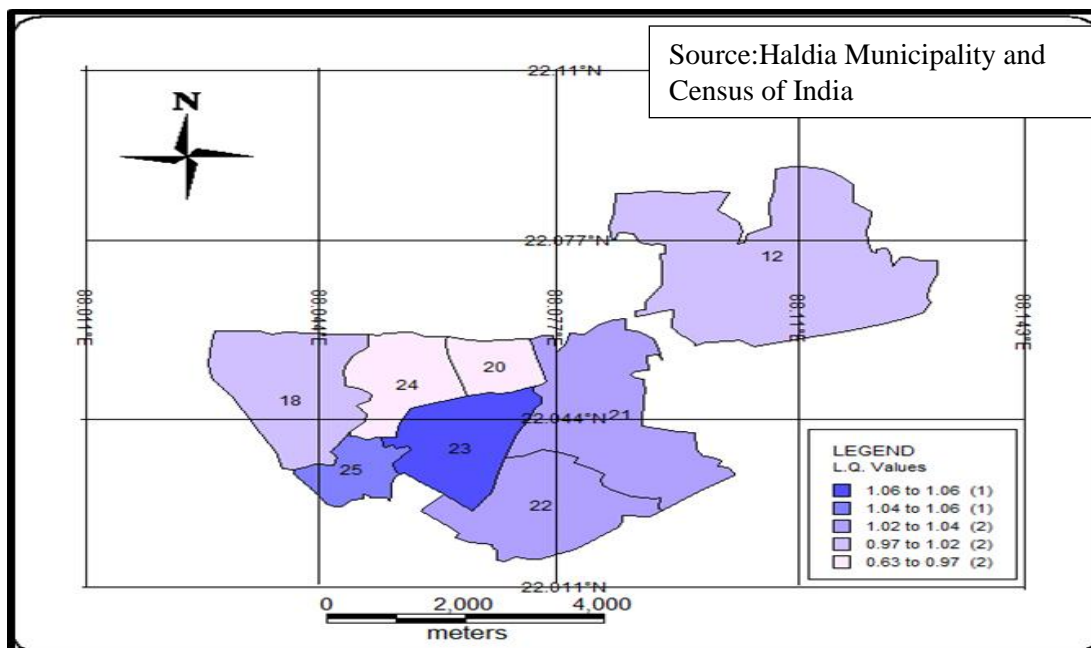 Source:Haldia Municipality and
Census of India
22.11°N
N
22.077°N
12
88.011°E
88.044°E
88.077°E
88.11°E
88.143°E
20
24
18
22.044°N
21
23
25
22
LEGEND
L.Q. Values
1.06 to 1.06 (1)
1.04 to 1.06 (1)
1.02 to 1.04 (2)
0.97 to 1.02 (2)
0.63 to 0.97 (2)
22.011°N
0 2,000 4,000
meters